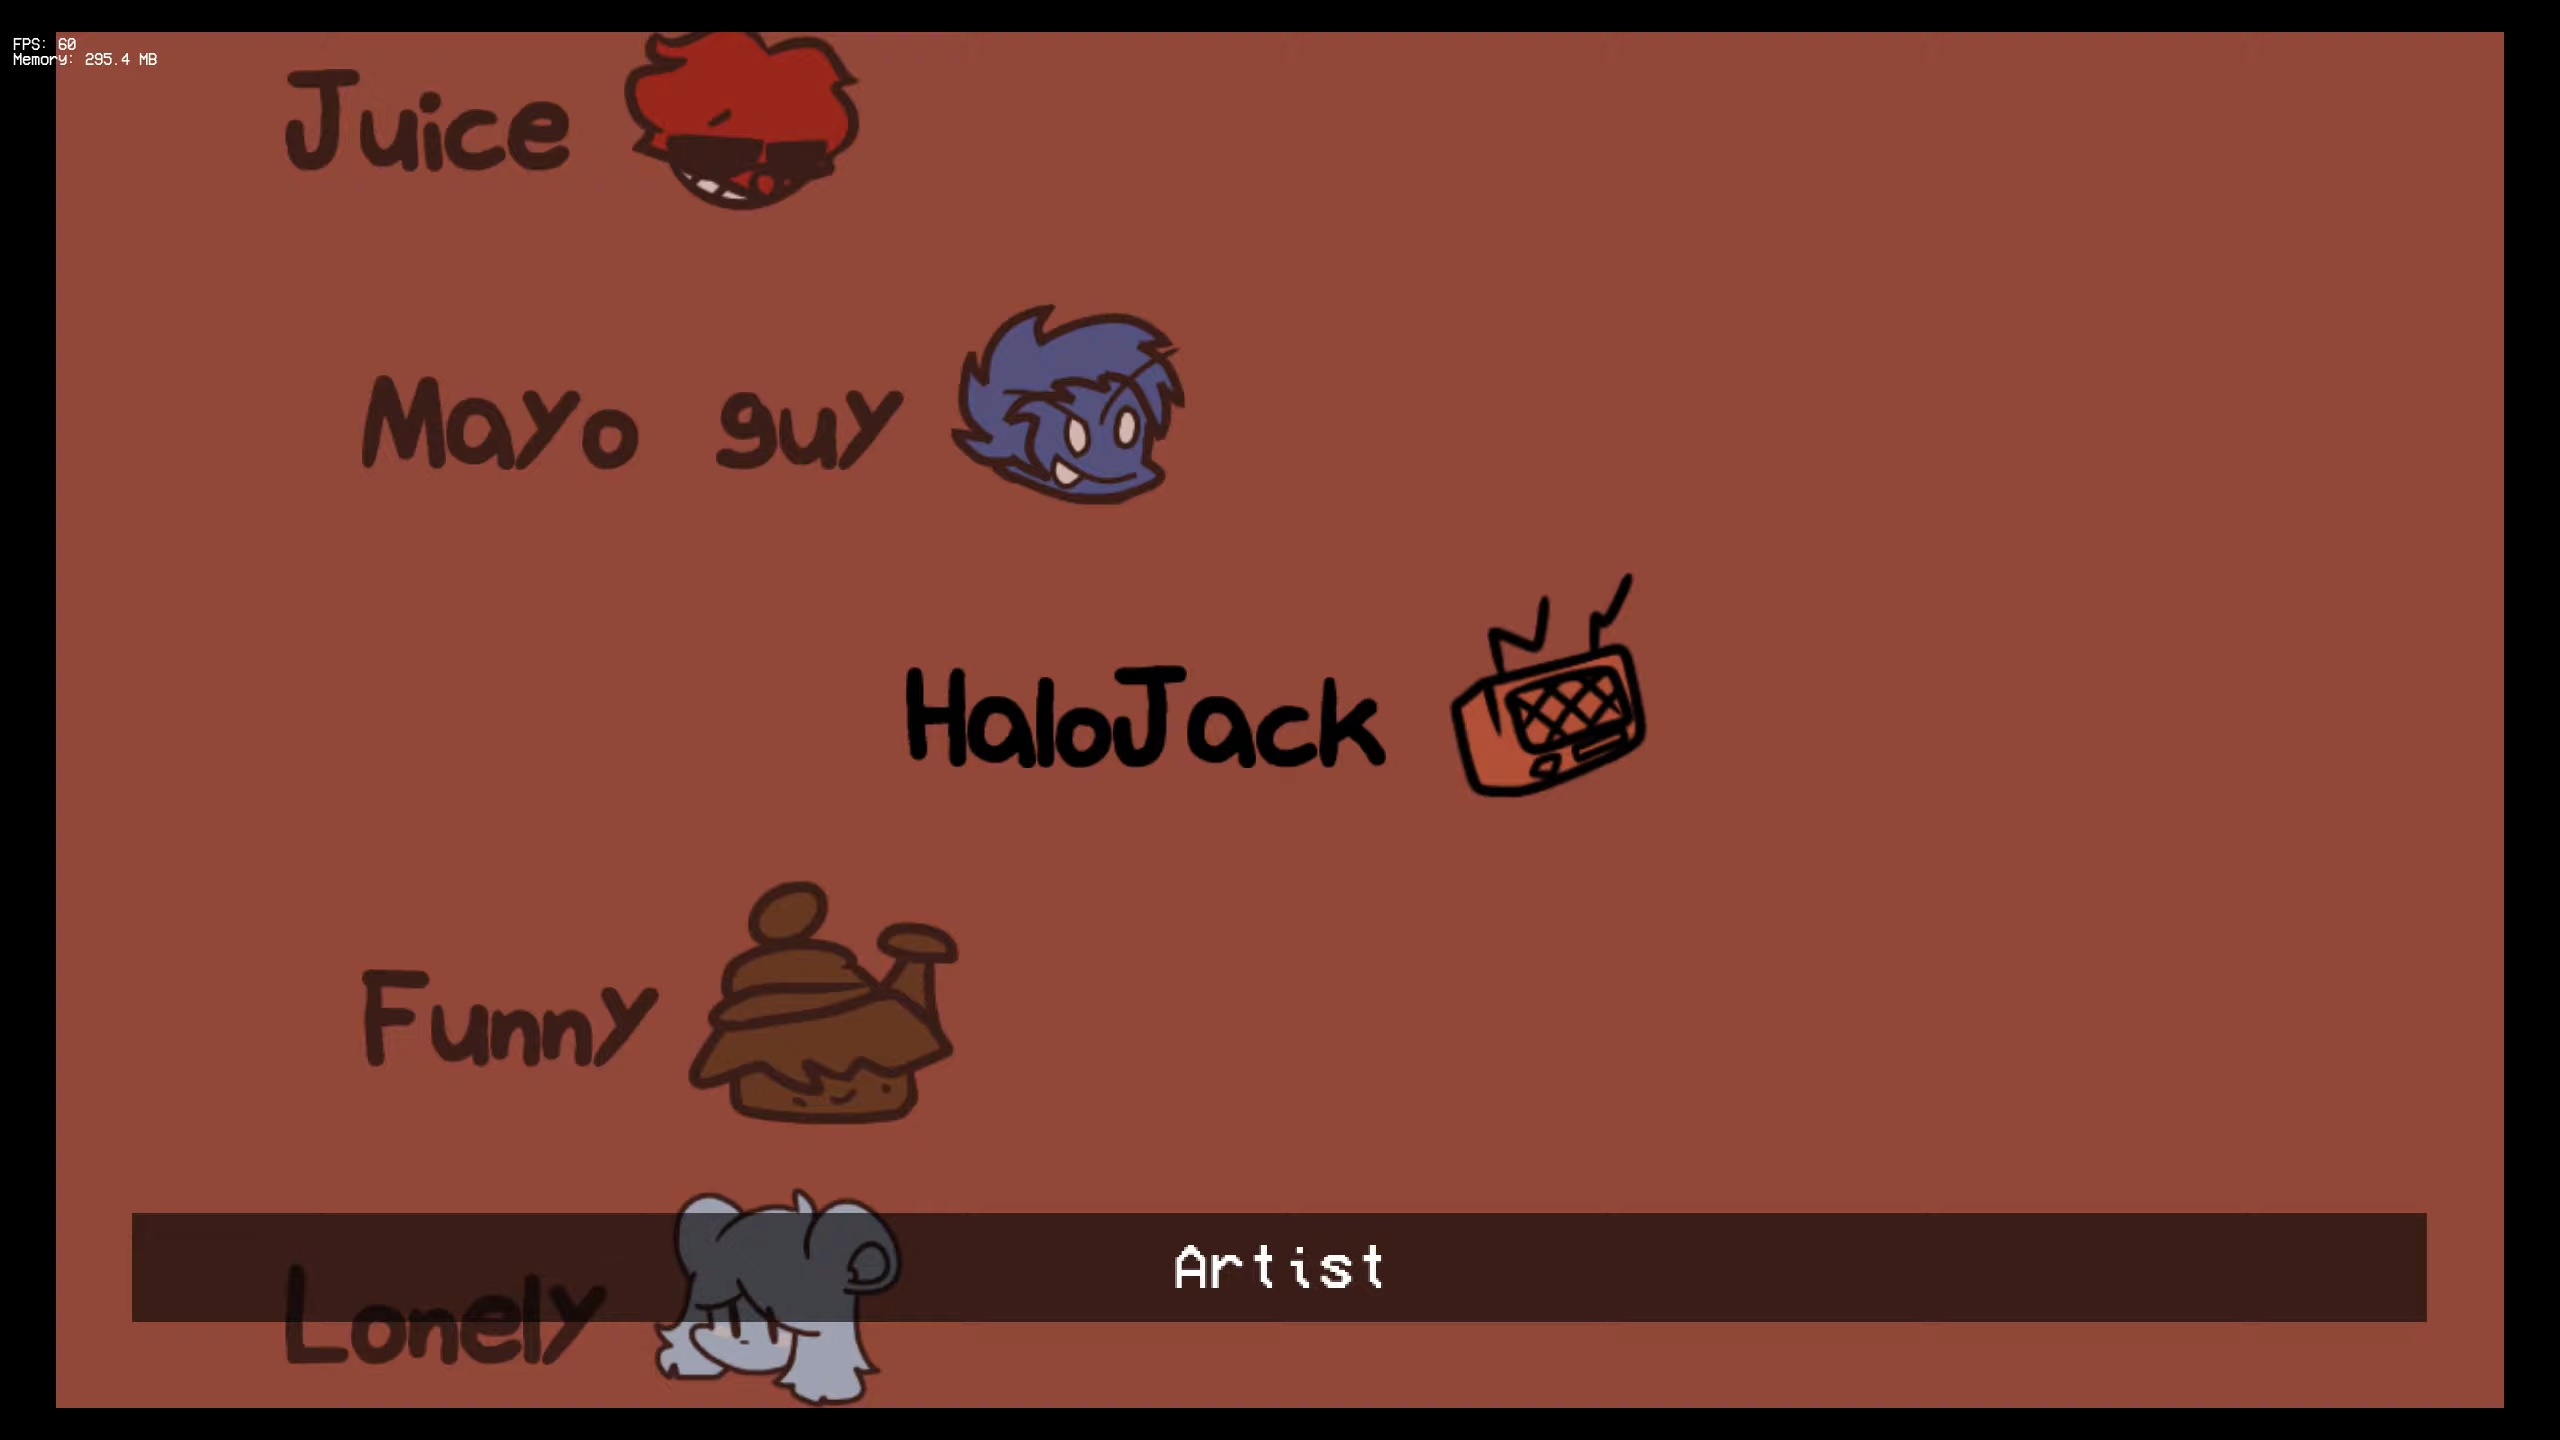 FPS: 60
Memory: 295.4 MB
Juice
Mayo guy
HaloJack
Funny
Lonely
Artist